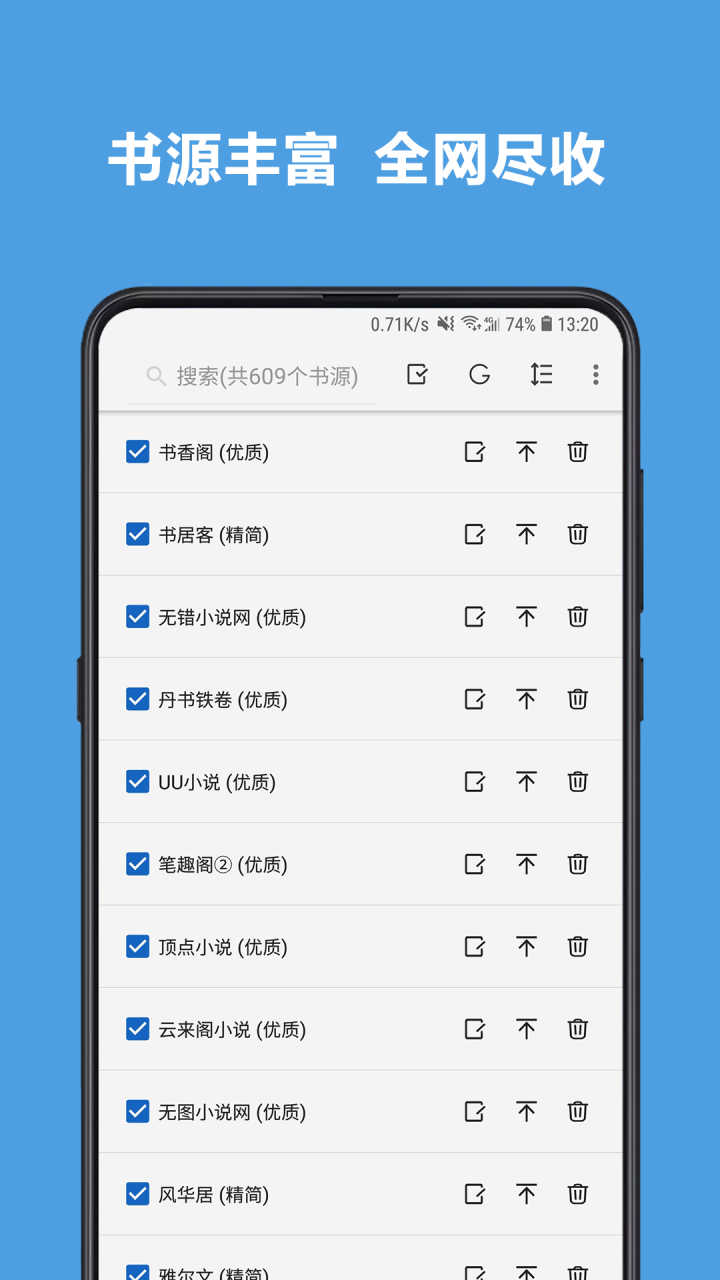 书源丰富 全网尽收
0.71K/s 4G 74% 13:20
搜索(共609个书源)
书香阁 (优质)
书居客 (精简)
无错小说网 (优质)
丹书铁卷 (优质)
UU小说 (优质)
笔趣阁② (优质)
顶点小说 (优质)
云来阁小说 (优质)
无图小说网 (优质)
风华居 (精简)
雅尔文 (精简)